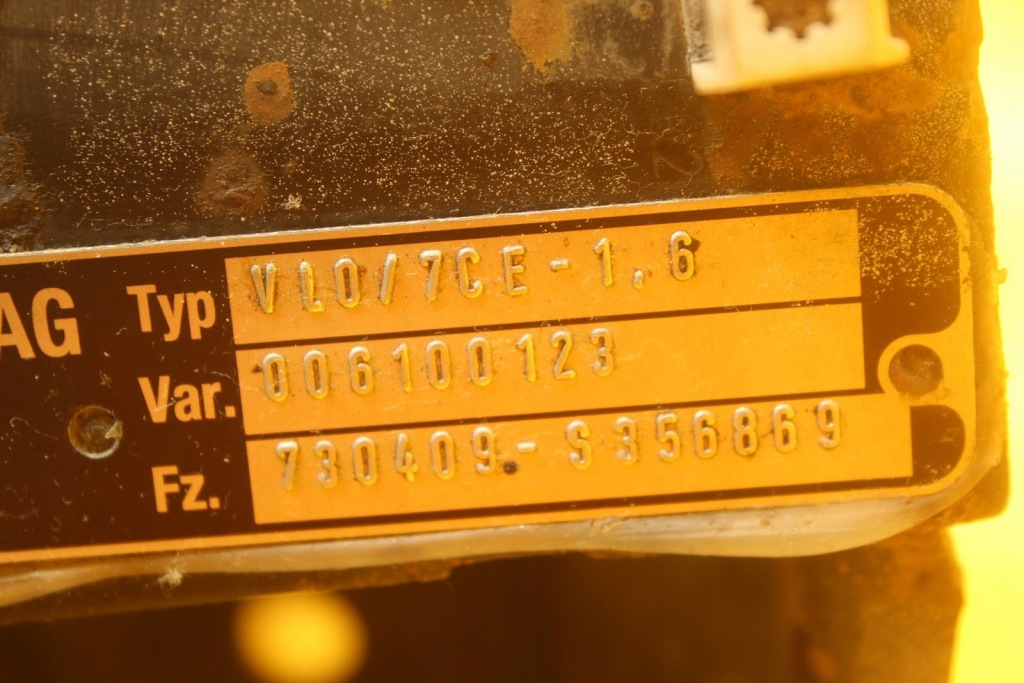 AG
Typ VL0/7CE-1,6
Var. 006100123
Fz. 730409-S356869